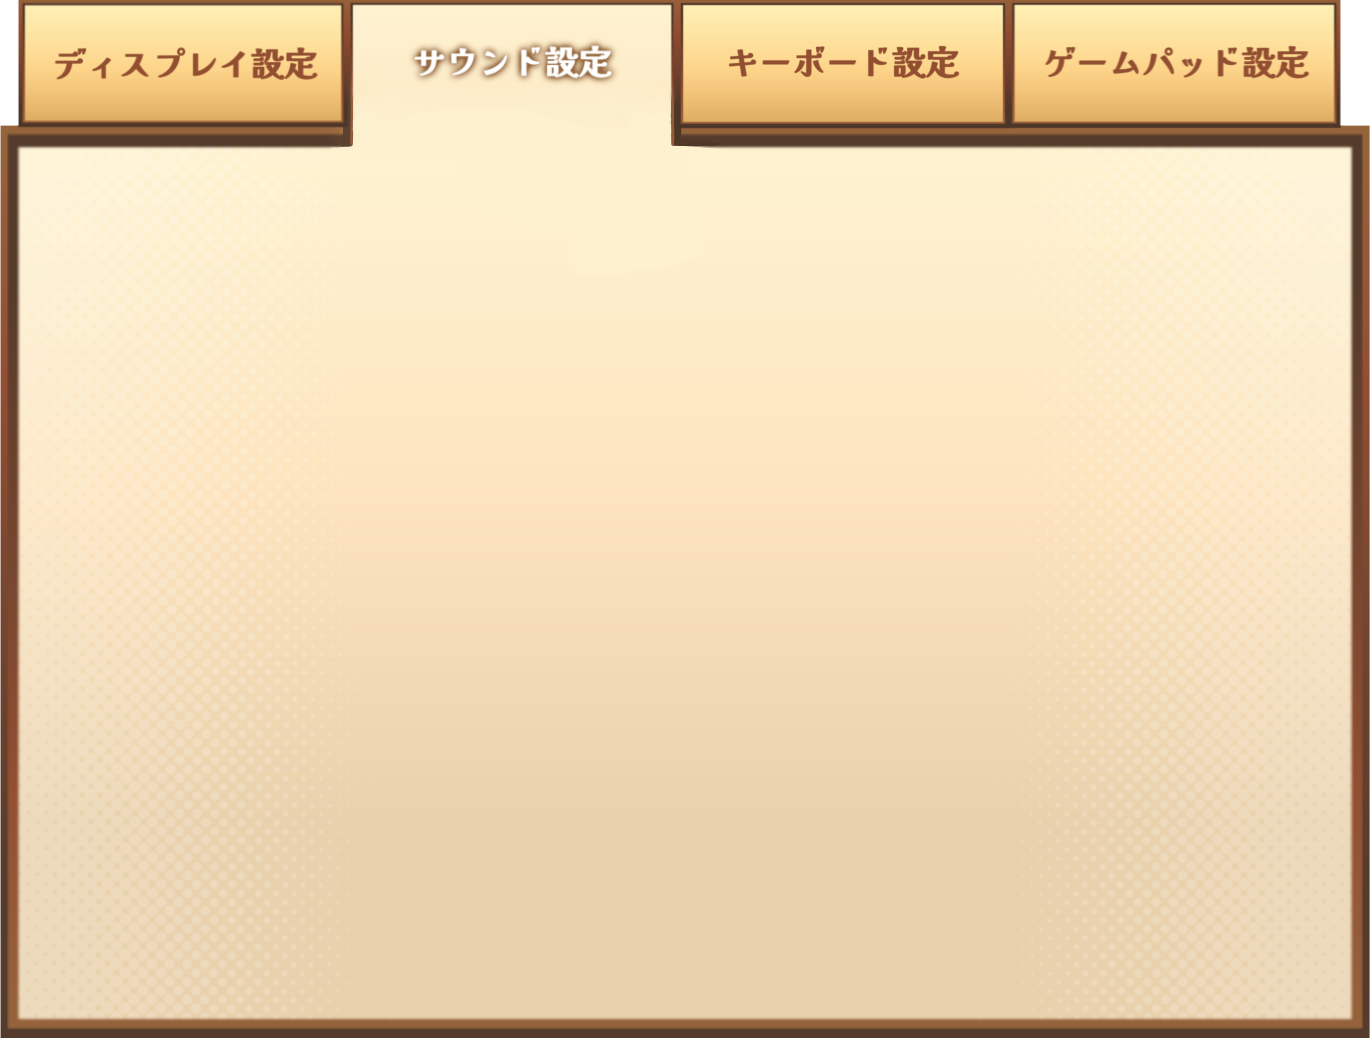 ディスプレイ設定
サウンド設定
キーボード設定
ゲームパッド設定